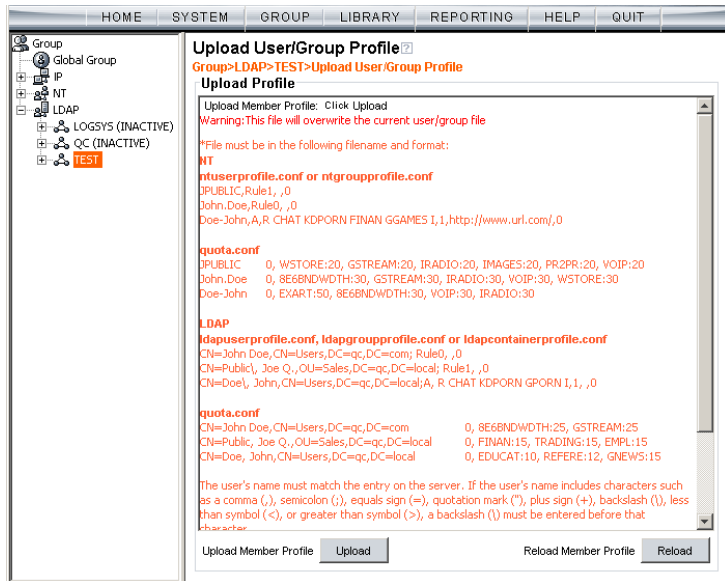 HOME SYSTEM GROUP LIBRARY REPORTING HELP QUIT
Group
Global Group
IP
NT
LDAP
LOGSYS (INACTIVE)
QC (INACTIVE)
TEST
Upload User/Group Profile?
Group>LDAP>TEST>Upload User/Group Profile
Upload Profile
Upload Member Profile: Click Upload
Warning:This file will overwrite the current user/group file
*File must be in the following filename and format:
NT
ntuserprofile.conf or ntgroupprofile.conf
JPUBLIC,Rule1, ,0
John.Doe,Rule0, ,0
Doe-John,A,R CHAT KDPORN FINAN GGAMES I,1,http://www.url.com/,0
quota.conf
JPUBLIC 0, WSTORE:20, GSTREAM:20, IRADIO:20, IMAGES:20, PR2PR:20, VOIP:20
John.Doe 0, 8E6BNDWDTH:30, GSTREAM:30, IRADIO:30, VOIP:30, WSTORE:30
Doe-John 0, EXART:50, 8E6BNDWDTH:30, VOIP:30, IRADIO:30
LDAP
ldapuserprofile.conf, ldapgroupprofile.conf or ldapcontainerprofile.conf
CN=John Doe,CN=Users,DC=qc,DC=com; Rule0, ,0
CN=Public\, Joe Q.,OU=Sales,DC=qc,DC=local; Rule1, ,0
CN=Doe\, John,CN=Users,DC=qc,DC=local;A, R CHAT KDPORN GPORN I,1, ,0
quota.conf
CN=John Doe,CN=Users,DC=qc,DC=com 0, 8E6BNDWDTH:25, GSTREAM:25
CN=Public, Joe Q.,OU=Sales,DC=qc,DC=local 0, FINAN:15, TRADING:15, EMPL:15
CN=Doe, John,CN=Users,DC=qc,DC=local 0, EDUCAT:10, REFERE:12, GNEWS:15
The user's name must match the entry on the server. If the user's name includes characters such
as a comma (,), semicolon (;), equals sign (=), quotation mark ("), plus sign (+), backslash (\), less
than symbol (<), or greater than symbol (>), a backslash (\) must be entered before that
character.
Upload Member Profile Upload Reload Member Profile Reload